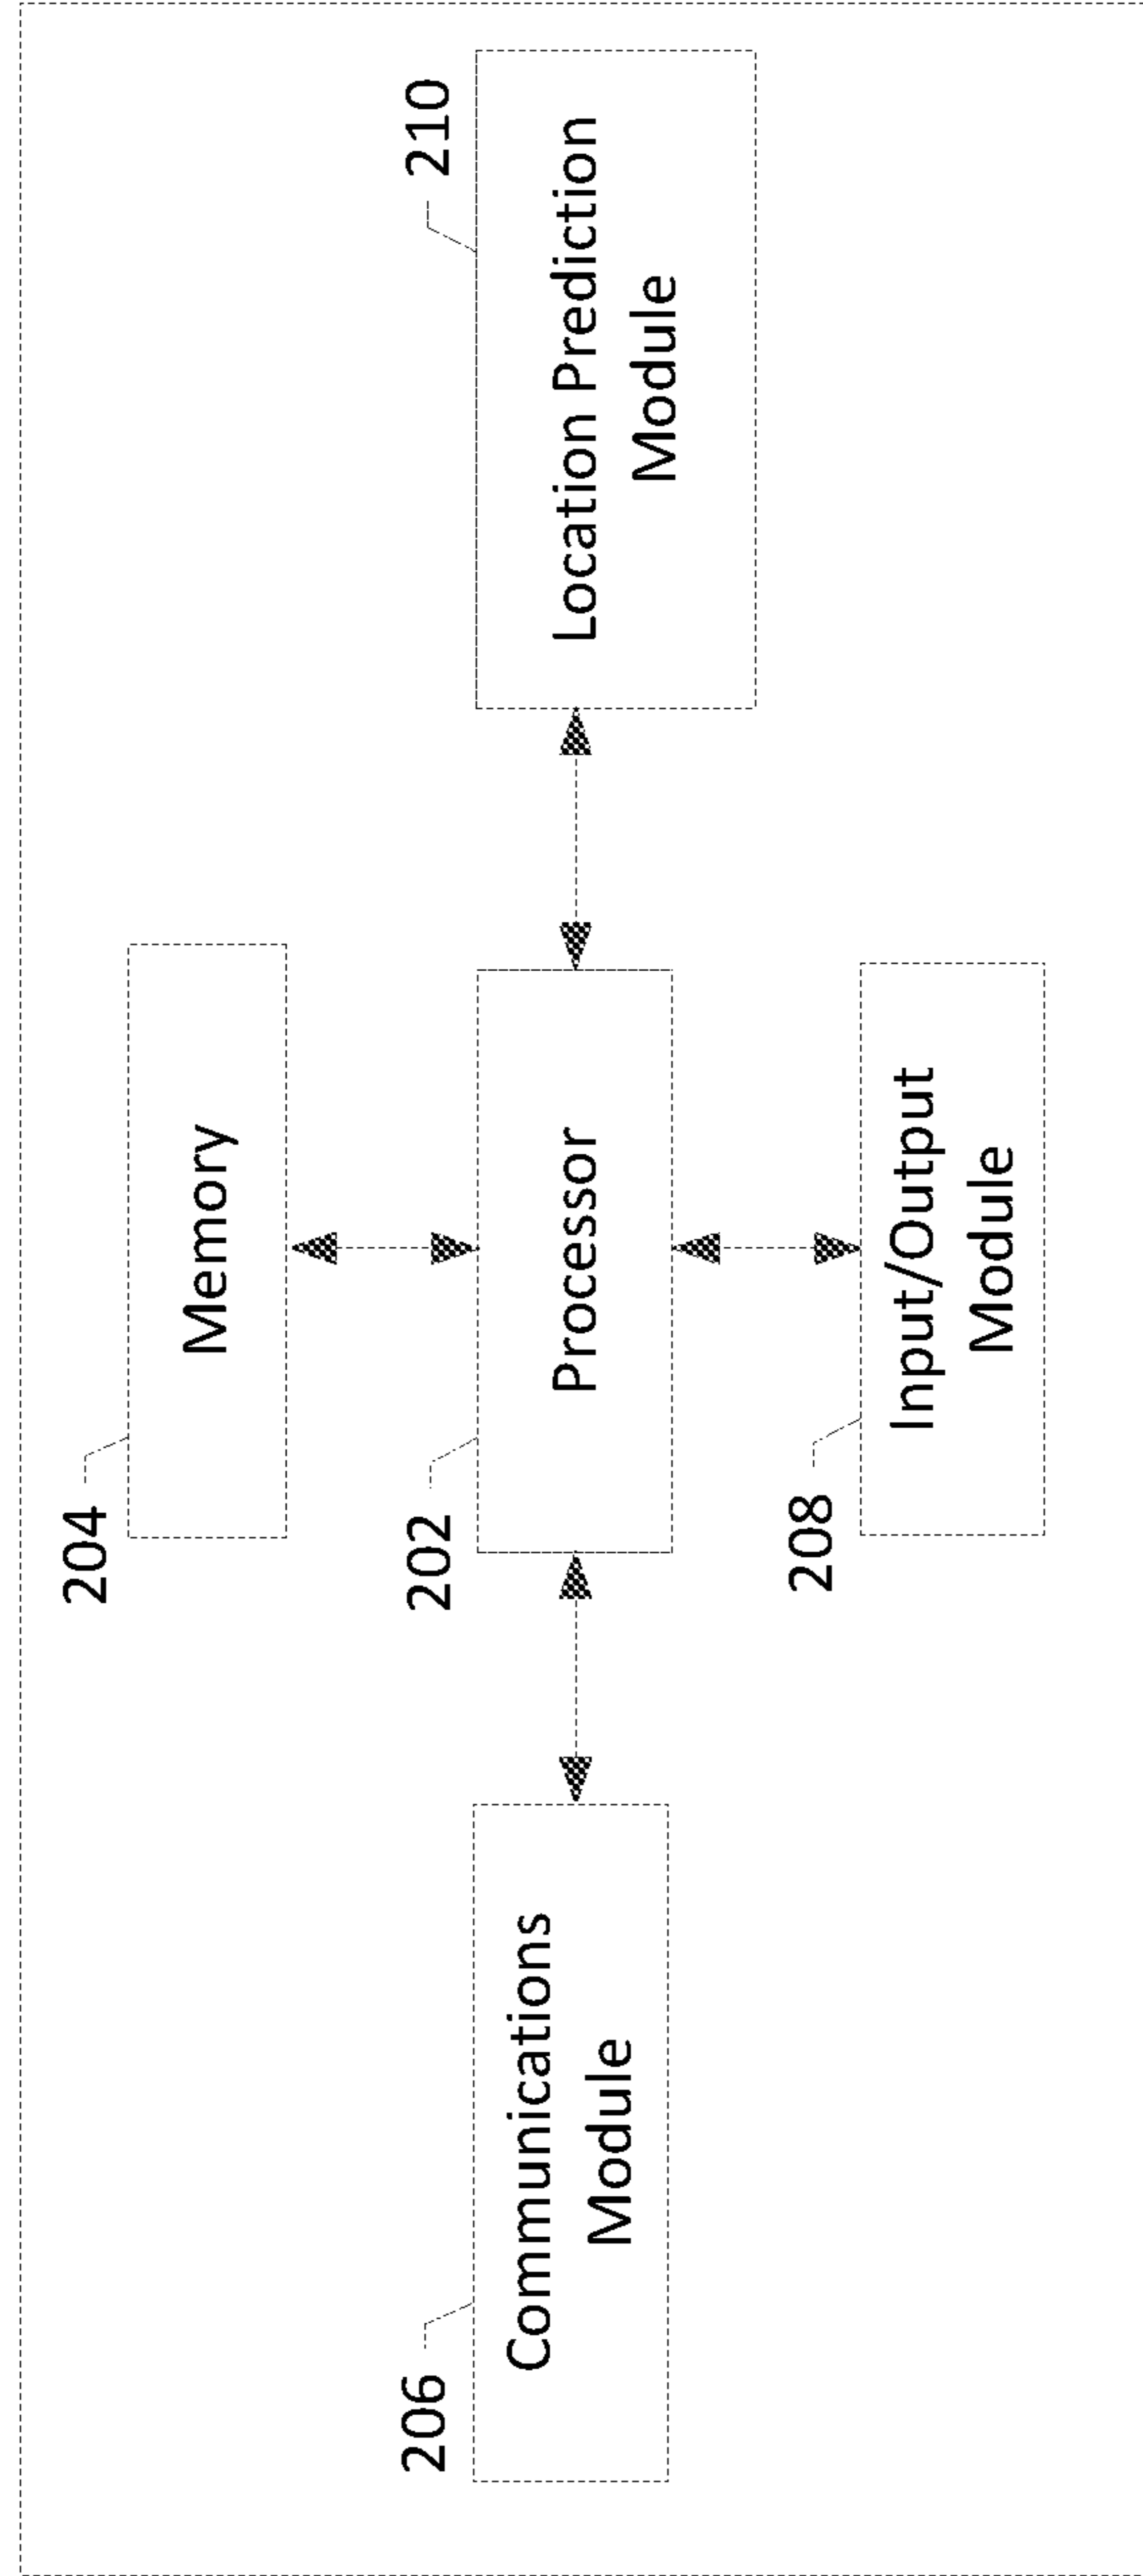 204
Memory
206
Communications
Module
202
Processor
210
Location Prediction
Module
208
Input/Output
Module